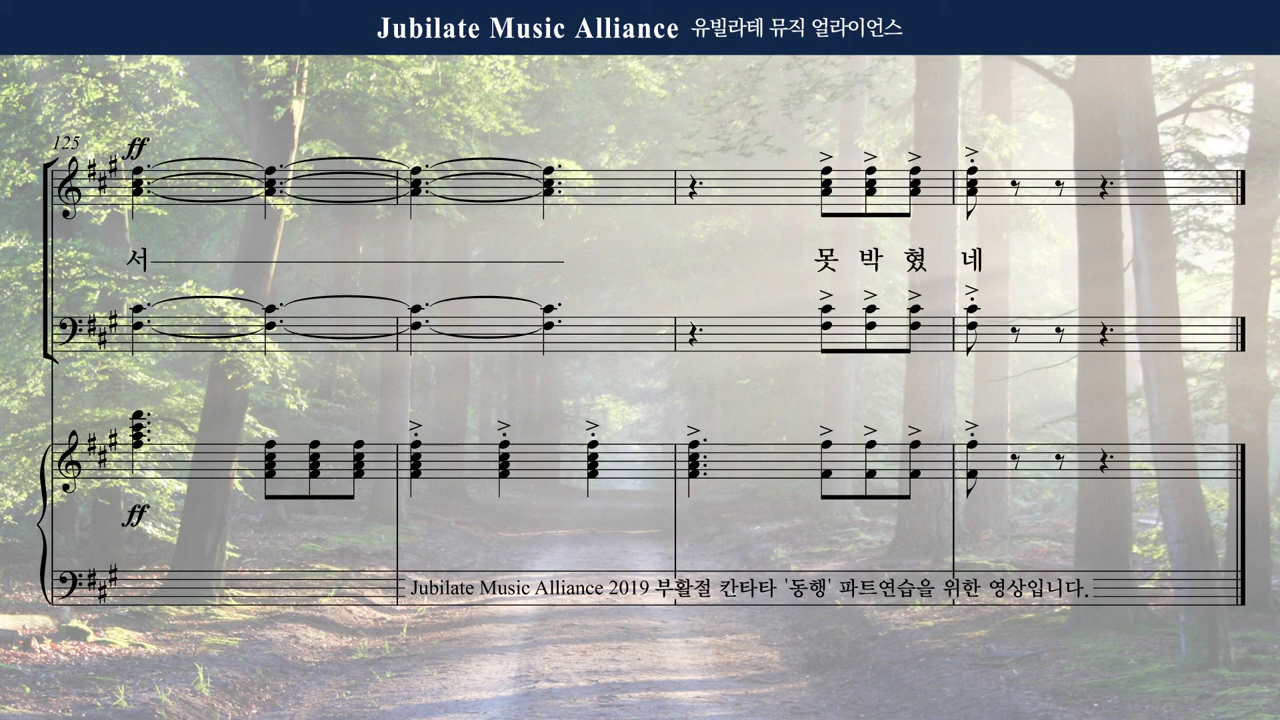 Jubilate Music Alliance 유빌라테 뮤직 얼라이언스
125
ff
서 못 박 혔 네
ff
Jubilate Music Alliance 2019 부활절 칸타타 '동행' 파트연습을 위한 영상입니다.